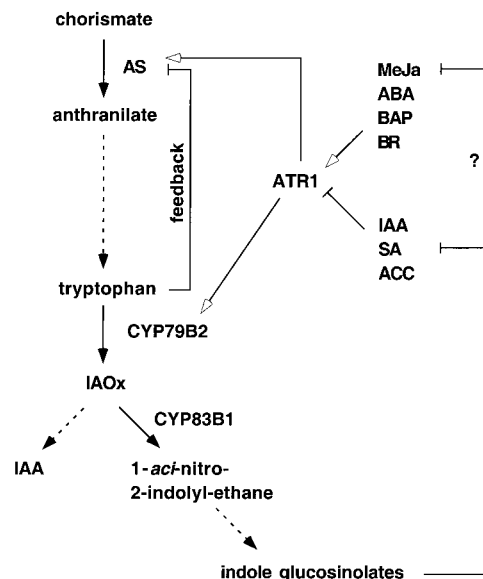 chorismate
AS
anthranilate
feedback
tryptophan
CYP79B2
IAOx
CYP83B1
IAA
1-aci-nitro-
2-indolyl-ethane
indole glucosinolates
ATR1
MeJa
ABA
BAP
BR
?
IAA
SA
ACC